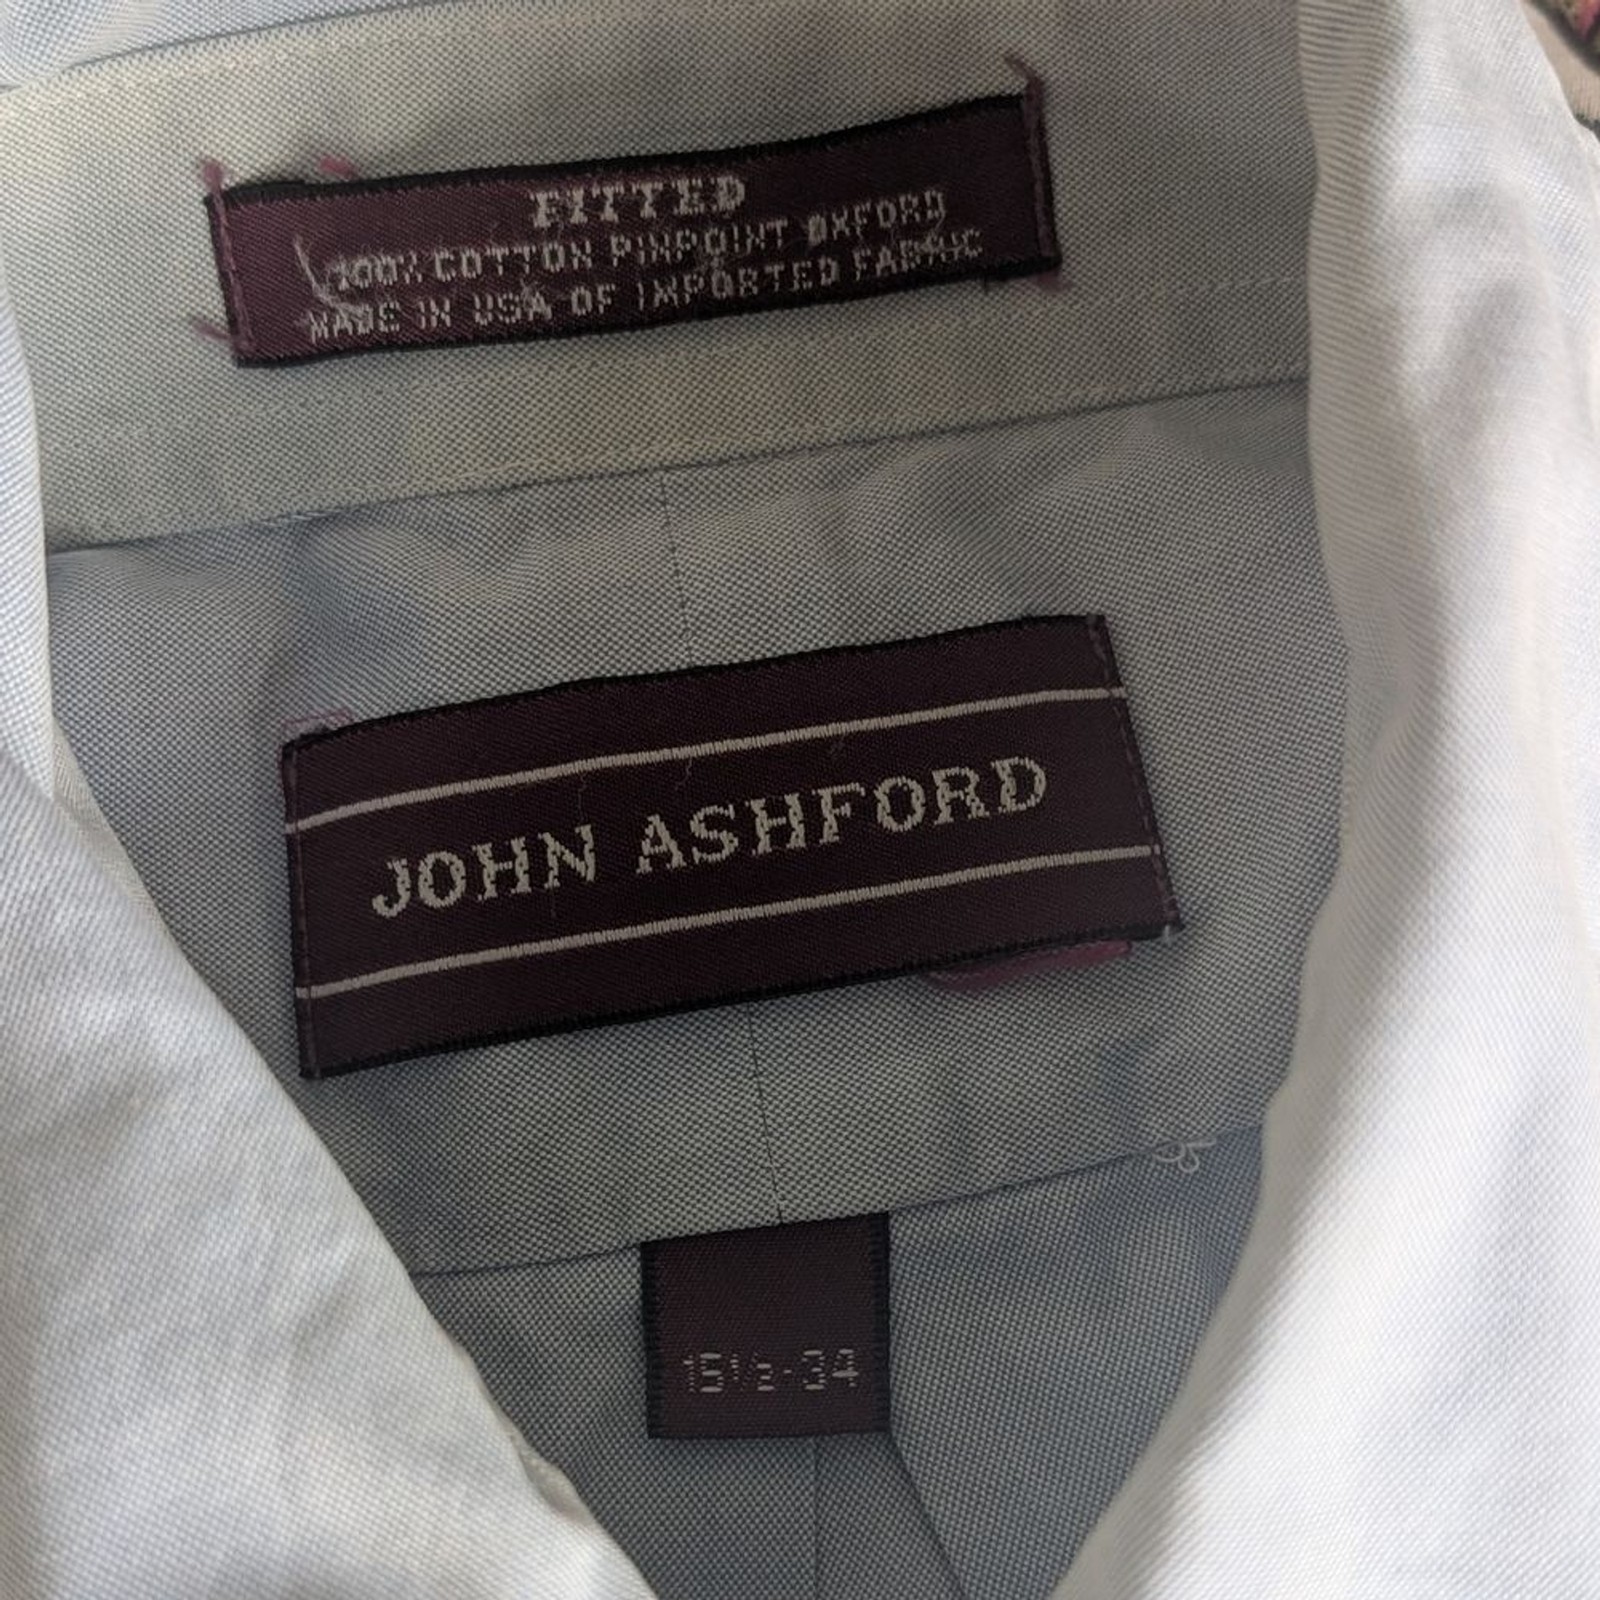 FITTED
100% COTTON PINPOINT OXFORD
MADE IN USA OF IMPORTED FABRIC
JOHN ASHFORD
15½-34